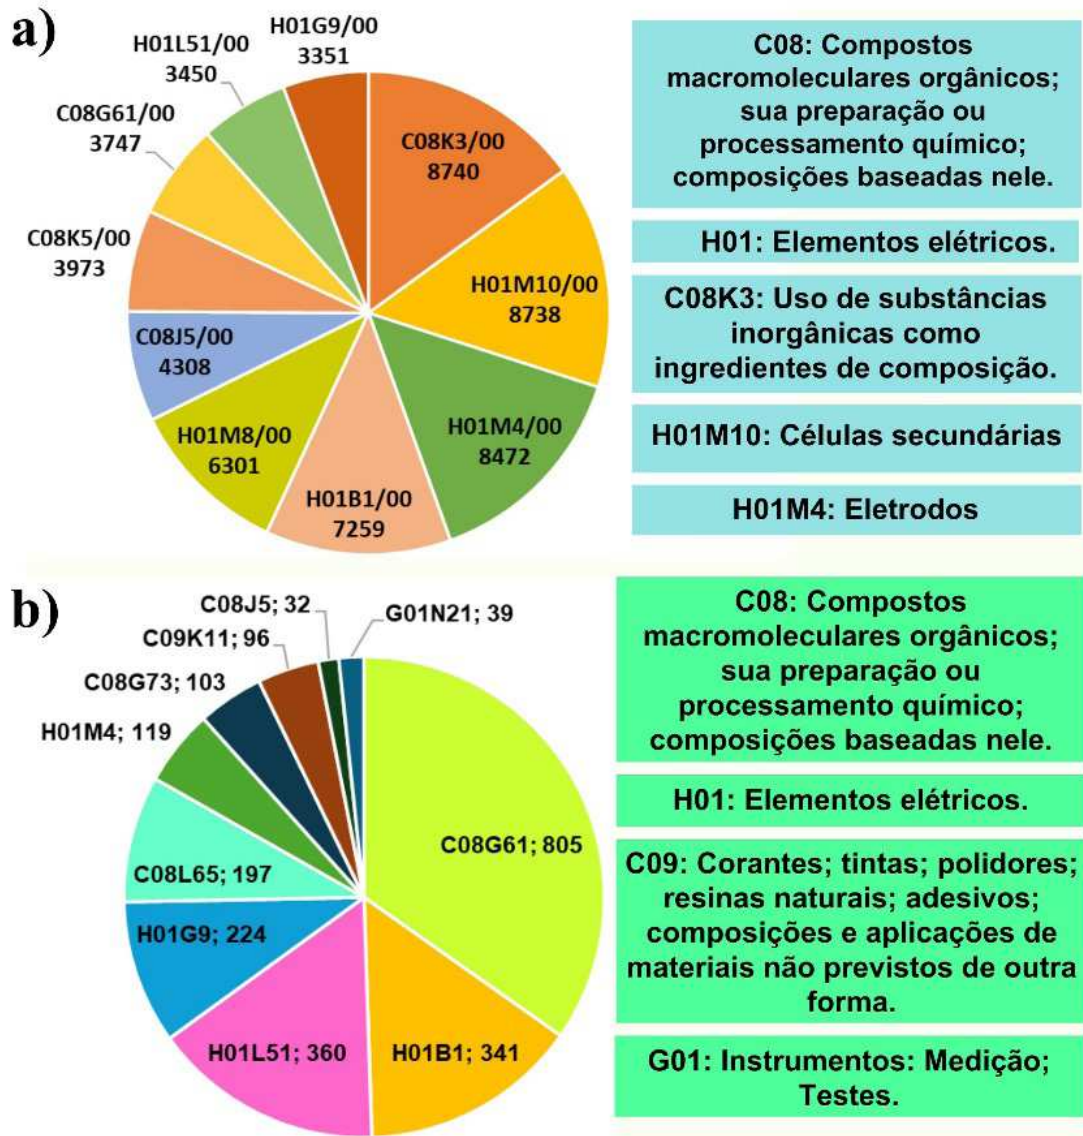 a)
H01G9/00
3351
H01L51/00
3450
C08G61/00
3747
C08K5/00
3973
C08J5/00
4308
H01M8/00
6301
H01B1/00
7259
H01M4/00
8472
H01M10/00
8738
C08K3/00
8740
C08: Compostos
macromoleculares orgânicos;
sua preparação ou
processamento químico;
composições baseadas nele.
H01: Elementos elétricos.
C08K3: Uso de substâncias
inorgânicas como
ingredientes de composição.
H01M10: Células secundárias
H01M4: Eletrodos
b)
C08J5; 32
G01N21; 39
C09K11; 96
C08G73; 103
H01M4; 119
C08L65; 197
H01G9; 224
H01L51; 360
H01B1; 341
C08G61; 805
C08: Compostos
macromoleculares orgânicos;
sua preparação ou
processamento químico;
composições baseadas nele.
H01: Elementos elétricos.
C09: Corantes; tintas; polidores;
resinas naturais; adesivos;
composições e aplicações de
materiais não previstos de outra
forma.
G01: Instrumentos: Medição;
Testes.